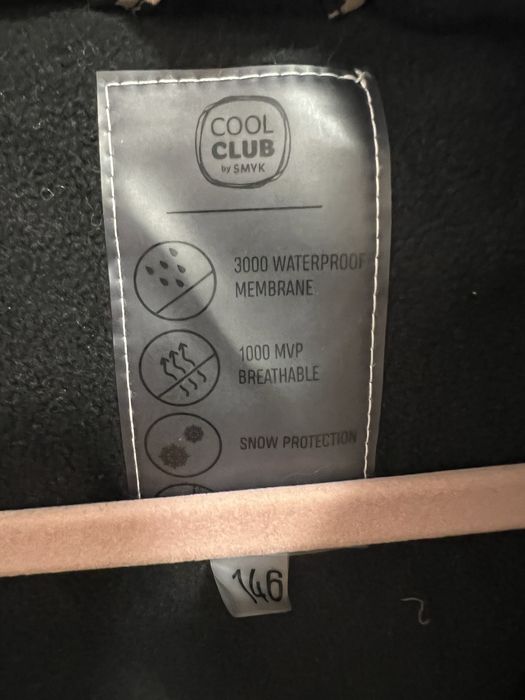 COOL
CLUB
by SMYK
3000 WATERPROOF
MEMBRANE
1000 MVP
BREATHABLE
SNOW PROTECTION
146